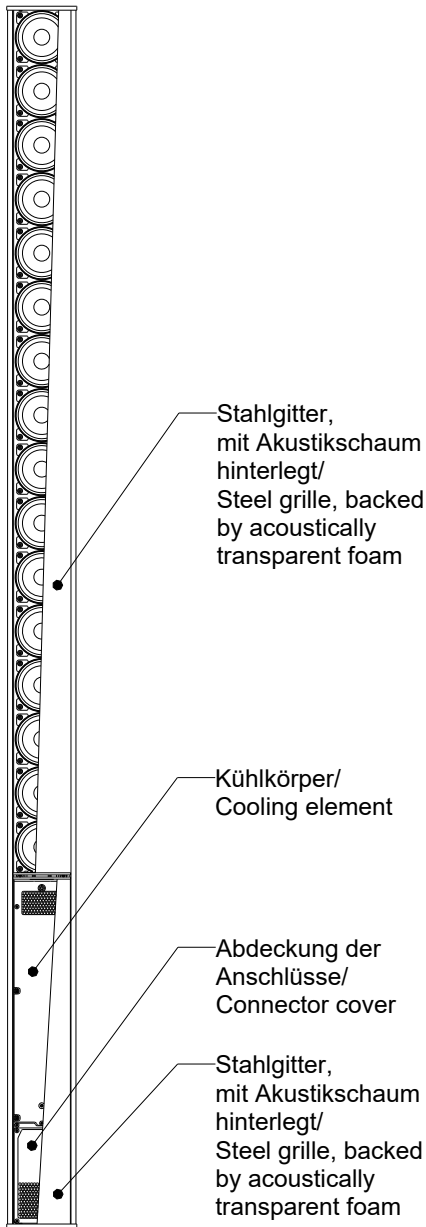 Stahlgitter,
mit Akustikschaum
hinterlegt/
Steel grille, backed
by acoustically
transparent foam
Kühlkörper/
Cooling element
Abdeckung der
Anschlüsse/
Connector cover
Stahlgitter,
mit Akustikschaum
hinterlegt/
Steel grille, backed
by acoustically
transparent foam